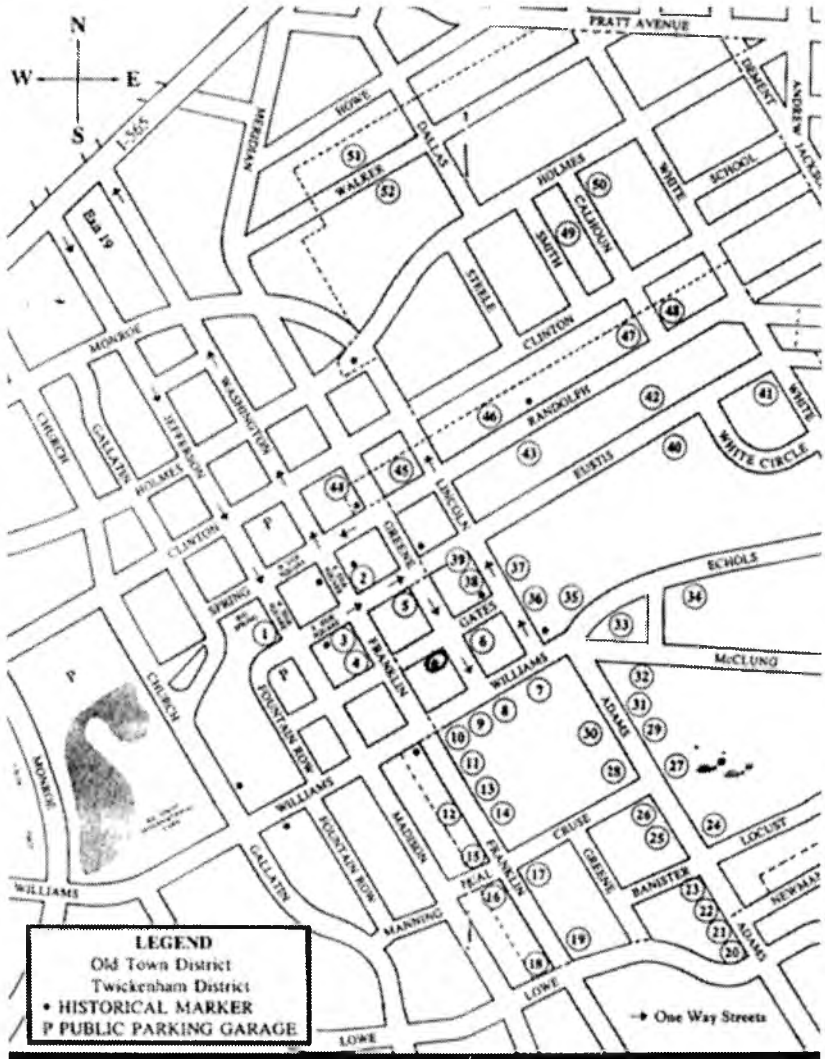 N
W E
S
PRATT AVENUE
DEMENT
ANDREW JACKSO
I-565
MERIDIAN
HOWE
DALLAS
51
WALKER
52
HOLMES
50
WHITE
SCHOOL
Exit 19
CALHOUN
49
SMITH
STEELE
48
CLINTON
47
MONROE
WASHINGTON
JEFFERSON
CHURCH
GALLATIN
HOLMES
46
RANDOLPH
42
41
WHITE
43
40
WHITE CIRCLE
EUSTIS
45
44
LINCOLN
P
CLINTON
GREENE
ECHOLS
2
39
38
37
SPRING
5
36
35
34
GATES
33
1
3
4
6
WILLIAMS
McCLUNG
P
P
FRANKLIN
32
7
ADAMS
31
8
9
10
29
30
CHURCH
FOUNTAIN ROW
11
27
28
MONROE
13
WILLIAMS
12
14
26
24
CRUSE
25
LOCUST
MADISON
FOUNTAIN ROW
15
FRANKLIN
17
GREENE
GALLATIN
BANISTER
NEWMAN
WILLIAMS
16
23
22
MANNING
21
ADAMS
20
19
18
LOWE
LEGEND
Old Town District
Twickenham District
• HISTORICAL MARKER
P PUBLIC PARKING GARAGE
LOWE
→ One Way Streets